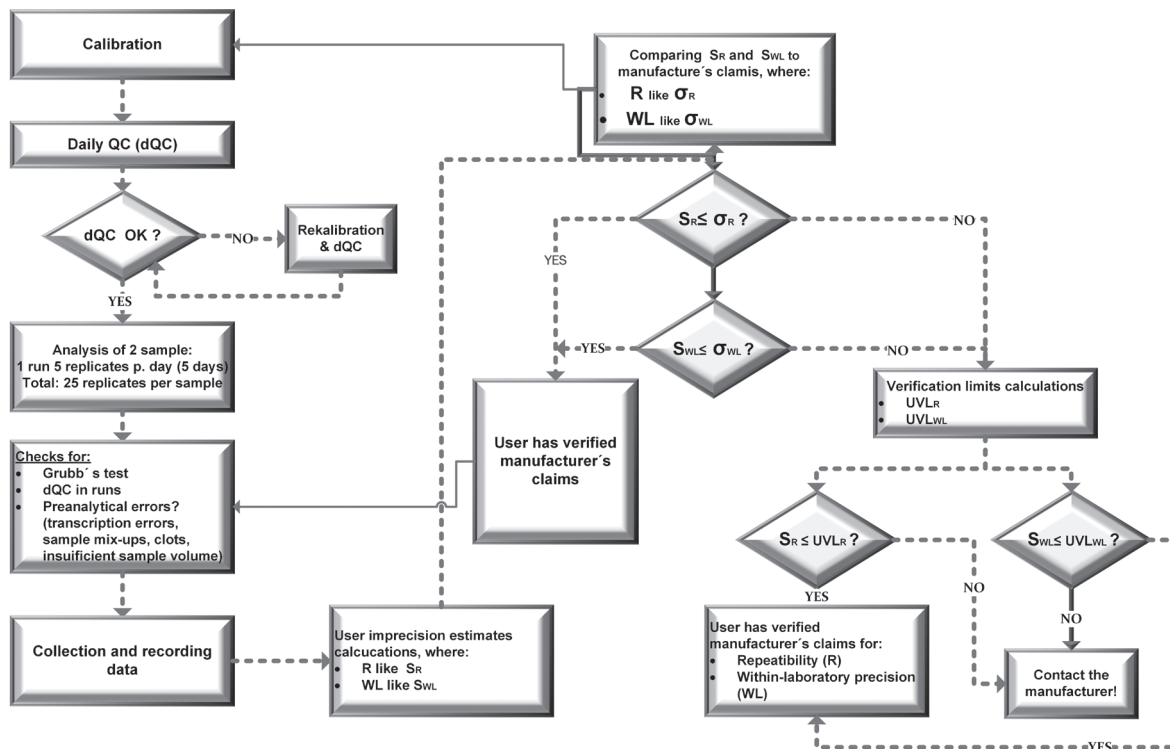 Calibration
Daily QC (dQC)
dQC OK ?
NO
Rekalibration
& dQC
YES
Analysis of 2 sample:
1 run 5 replicates p. day (5 days)
Total: 25 replicates per sample
Checks for:
• Grubb´ s test
• dQC in runs
• Preanalytical errors?
(transcription errors,
sample mix-ups, clots,
insuificient sample volume)
Collection and recording
data
User imprecision estimates
calcucations, where:
• R like SR
• WL like SWL
Comparing SR and SWL to
manufacture´s clamis, where:
• R like σR
• WL like σWL
SR≤ σR ?
YES
NO
SWL≤ σWL ?
YES
NO
User has verified
manufacturer´s
claims
Verification limits calculations
• UVLR
• UVLWL
SR ≤ UVLR ?
YES
NO
SWL≤ UVLWL ?
NO
YES
User has verified
manufacturer´s claims for:
• Repeatibility (R)
• Within-laboratory precision
(WL)
Contact the
manufacturer!